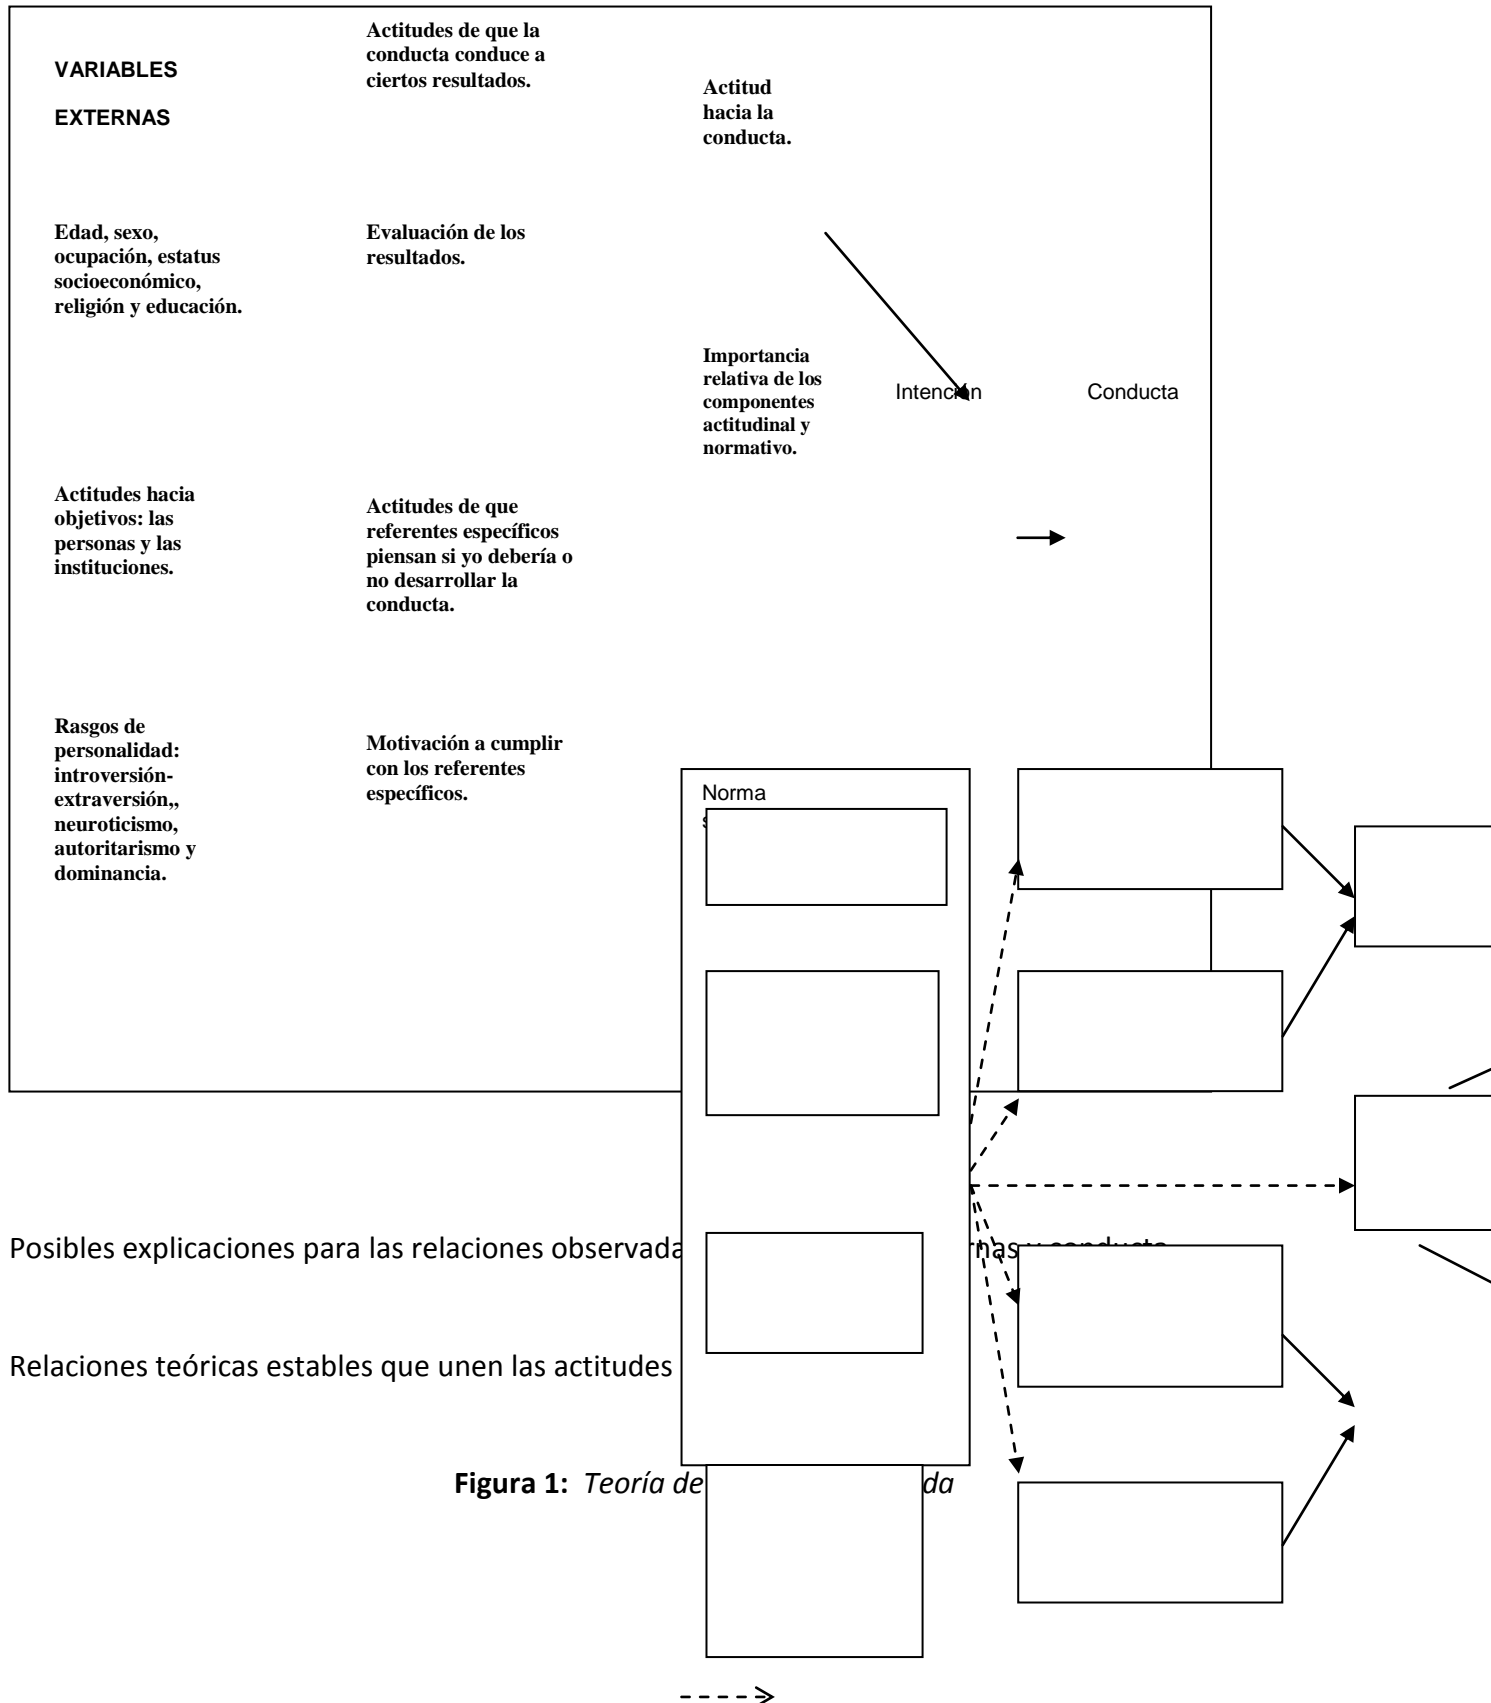 VARIABLES
EXTERNAS
Edad, sexo,
ocupación, estatus
socioeconómico,
religión y educación.
Actitudes hacia
objetivos: las
personas y las
instituciones.
Rasgos de
personalidad:
introversión-
extraversión,,
neuroticismo,
autoritarismo y
dominancia.
Actitudes de que la
conducta conduce a
ciertos resultados.
Evaluación de los
resultados.
Actitudes de que
referentes específicos
piensan si yo debería o
no desarrollar la
conducta.
Motivación a cumplir
con los referentes
específicos.
Actitud
hacia la
conducta.
Importancia
relativa de los
componentes
actitudinal y
normativo.
Norma
Intención
Conducta
Posibles explicaciones para las relaciones y conducta
Relaciones teóricas estables que unen las actitudes
Figura 1: Teoría de